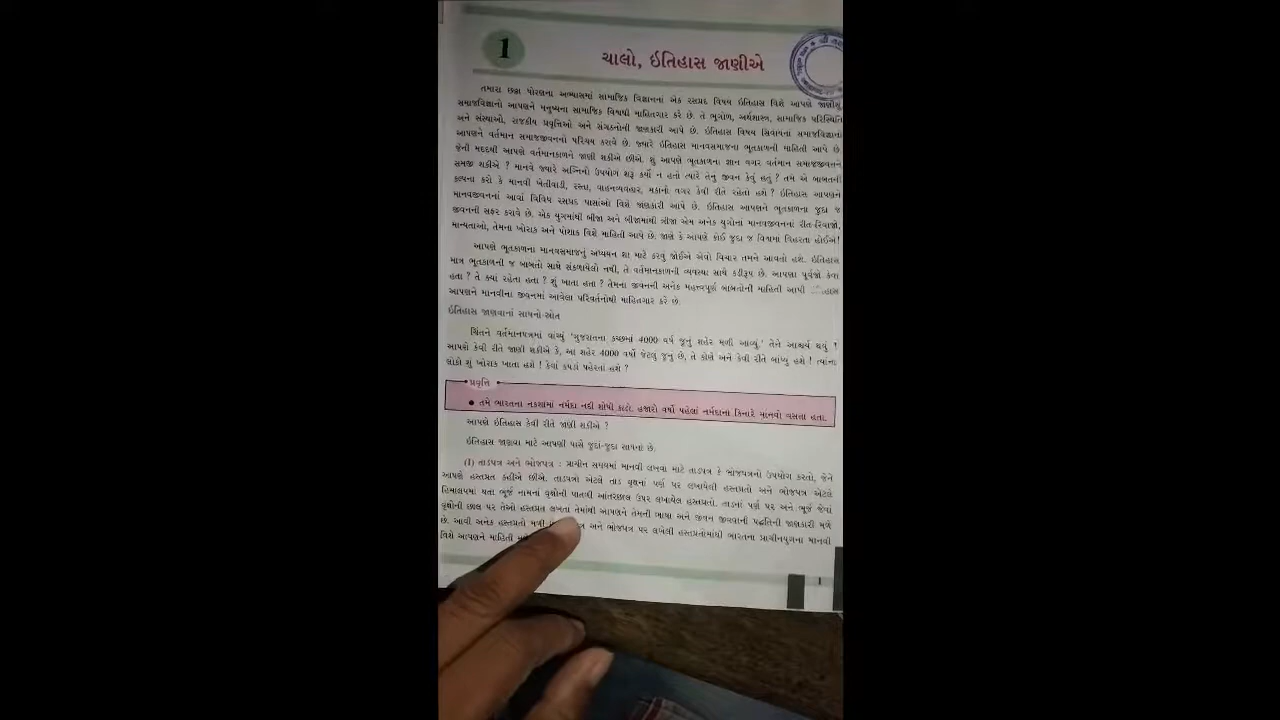 1
ચાલો, ઇતિહાસ જાણીએ
તમારા છઠ્ઠા ધોરણના અભ્યાસમાં સામાજિક વિજ્ઞાનનાં એક રસપ્રદ વિષય ઇતિહાસ વિશે આપણે જાણીશું.
સમાજવિજ્ઞાનો આપણને મનુષ્યના સામાજિક વિશ્વથી માહિતગાર કરે છે. તે ભૂગોળ, અર્થશાસ્ત્ર, સામાજિક પરિસ્થિતિ
અને સંસ્થાઓ, રાજકીય પ્રવૃત્તિઓ અને સંગઠનોની જાણકારી આપે છે. ઇતિહાસ વિષય સિવાયનાં સમાજવિજ્ઞાનો
આપણને વર્તમાન સમાજજીવનનો પરિચય કરાવે છે. જ્યારે ઇતિહાસ માનવસમાજના ભૂતકાળની માહિતી આપે છે.
જેની મદદથી આપણે વર્તમાનકાળને જાણી શકીએ છીએ. શું આપણે ભૂતકાળના જ્ઞાન વગર વર્તમાન સમાજજીવનને
સમજી શકીએ ? માનવે જ્યારે અગ્નિનો ઉપયોગ શરૂ કર્યો ન હતો ત્યારે તેનું જીવન કેવું હતું ? તમે એ બાબતની
કલ્પના કરો કે માનવી ખેતીવાડી, રસ્તા, વાહનવ્યવહાર, મકાનો વગર કેવી રીતે રહેતા હશે ? ઇતિહાસ આપણને
માનવજીવનનાં આવાં વિવિધ રસપ્રદ પાસાંઓ વિશે જાણકારી આપે છે. ઇતિહાસ આપણને ભૂતકાળના જુદા જ
જીવનની સફર કરાવે છે. એક યુગમાંથી બીજા અને બીજામાંથી ત્રીજા એમ અનેક યુગોનાં માનવજીવનનાં રીત-રિવાજો,
માન્યતાઓ, તેમના ખોરાક અને પોશાક વિશે માહિતી આપે છે. જાણે કે આપણે કોઈ જુદા જ વિશ્વમાં વિહરતા હોઈએ!
આપણે ભૂતકાળના માનવસમાજનું અધ્યયન શા માટે કરવું જોઈએ એવો વિચાર તમને આવતો હશે. ઇતિહાસ
માત્ર ભૂતકાળની જ બાબતો સાથે સંકળાયેલો નથી, તે વર્તમાનકાળની વ્યવસ્થા સાથે કડીરૂપ છે. આપણા પૂર્વજો કેવા
હતા ? તે ક્યાં રહેતા હતા ? શું ખાતા હતા ? તેમના જીવનની અનેક મહત્ત્વપૂર્ણ બાબતોની માહિતી આપી
આપણને માનવીના જીવનમાં આવેલા પરિવર્તનોથી માહિતગાર કરે છે.
ઇતિહાસ જાણવાનાં સાધનો-સ્રોત
ચિંતને વર્તમાનપત્રમાં વાંચ્યું 'ગુજરાતના કચ્છમાં 4000 વર્ષ જૂનું શહેર મળી આવ્યું.' તેને આશ્ચર્ય થયું !
આપણે કેવી રીતે જાણી શકીએ કે, આ શહેર 4000 વર્ષો જેટલું જૂનું છે, તે કોણે અને કેવી રીતે બાંધ્યું હશે ! ત્યાંના
લોકો શું ખોરાક ખાતા હશે ! કેવાં કપડાં પહેરતાં હશે ?
પ્રવૃત્તિ
● તમે ભારતના નકશામાં નર્મદા નદી શોધી કાઢો. હજારો વર્ષો પહેલાં નર્મદાના કિનારે માનવો વસતા હતા.
આપણે ઇતિહાસ કેવી રીતે જાણી શકીએ ?
ઇતિહાસ જાણવા માટે આપણી પાસે જુદાં-જુદા સાધનો છે.
(1) તાડપત્ર અને ભોજપત્ર : પ્રાચીન સમયમાં માનવી લખવા માટે તાડપત્ર કે ભોજપત્રનો ઉપયોગ કરતો, જેને
આપણે હસ્તપ્રત કહીએ છીએ. તાડપત્રો એટલે તાડ વૃક્ષનાં પર્ણ પર લખાયેલી હસ્તપ્રતો અને ભોજપત્ર એટલે
હિમાલયમાં થતા ભૂર્જ નામનાં વૃક્ષોની પાતળી આંતરછાલ ઉપર લખાયેલ હસ્તપ્રતો. તાડનાં પર્ણ પર અને ભૂર્જ જેવાં
વૃક્ષોની છાલ પર તેઓ હસ્તપ્રત લખતા તેમાંથી આપણને તેમની ભાષા અને જીવન જીવવાની પદ્ધતિની જાણકારી મળે
છે. આવી અનેક હસ્તપ્રતો મળી અને ભોજપત્ર પર લખેલી હસ્તપ્રતોમાંથી ભારતના પ્રાચીનયુગના માનવી
વિશે આપણને માહિતી
1